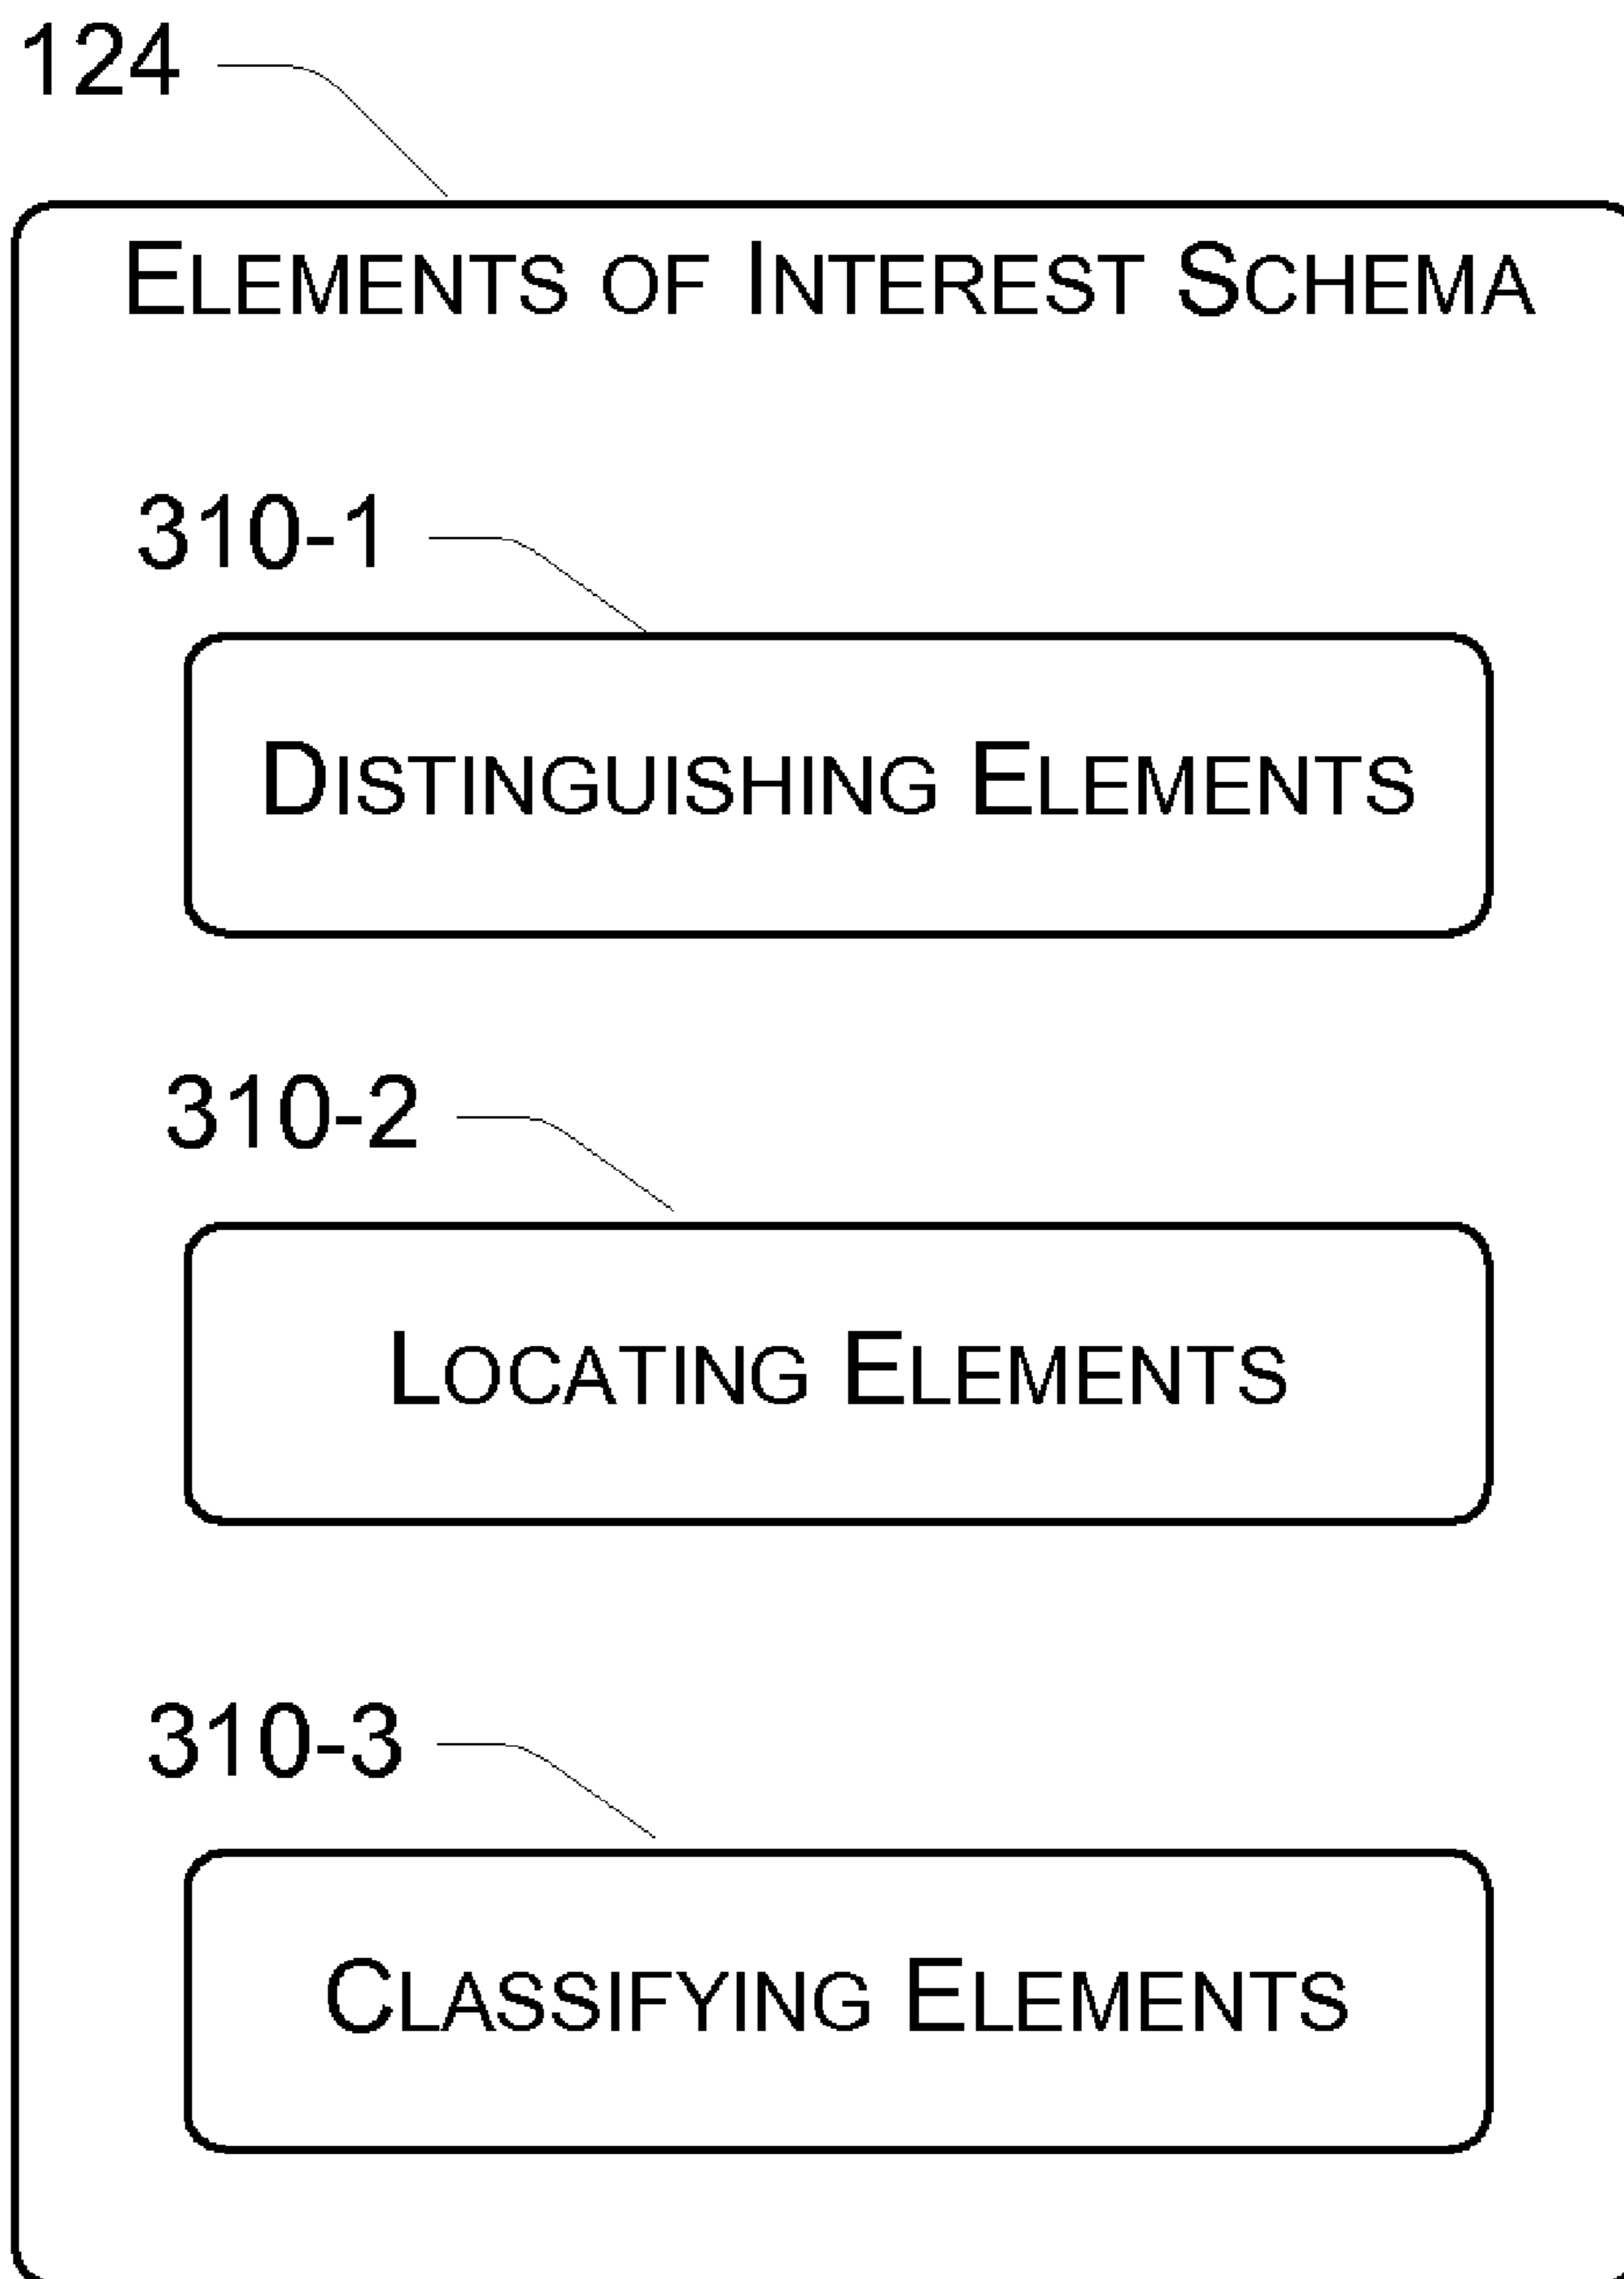 124
ELEMENTS OF INTEREST SCHEMA
310-1
DISTINGUISHING ELEMENTS
310-2
LOCATING ELEMENTS
310-3
CLASSIFYING ELEMENTS